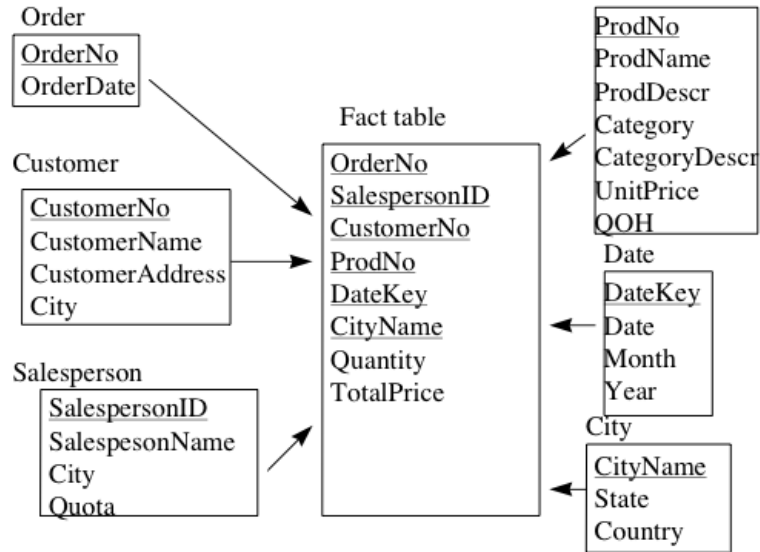 Order
OrderNo
OrderDate
Customer
CustomerNo
CustomerName
CustomerAddress
City
Salesperson
SalespersonID
SalespesonName
City
Quota
Fact table
OrderNo
SalespersonID
CustomerNo
ProdNo
DateKey
CityName
Quantity
TotalPrice
ProdNo
ProdName
ProdDescr
Category
CategoryDescr
UnitPrice
QOH
Date
DateKey
Date
Month
Year
City
CityName
State
Country